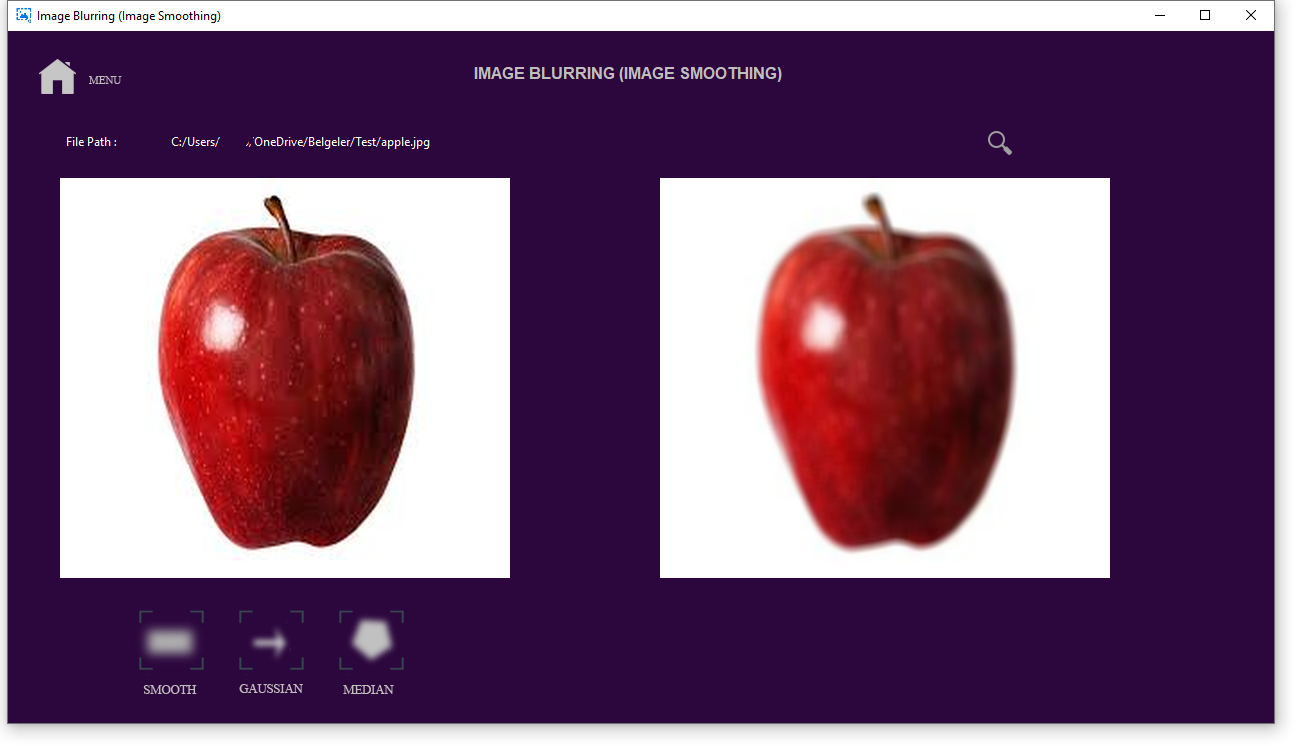 Image Blurring (Image Smoothing)
MENU
IMAGE BLURRING (IMAGE SMOOTHING)
File Path : C:/Users/ /OneDrive/Belgeler/Test/apple.jpg
SMOOTH GAUSSIAN MEDIAN